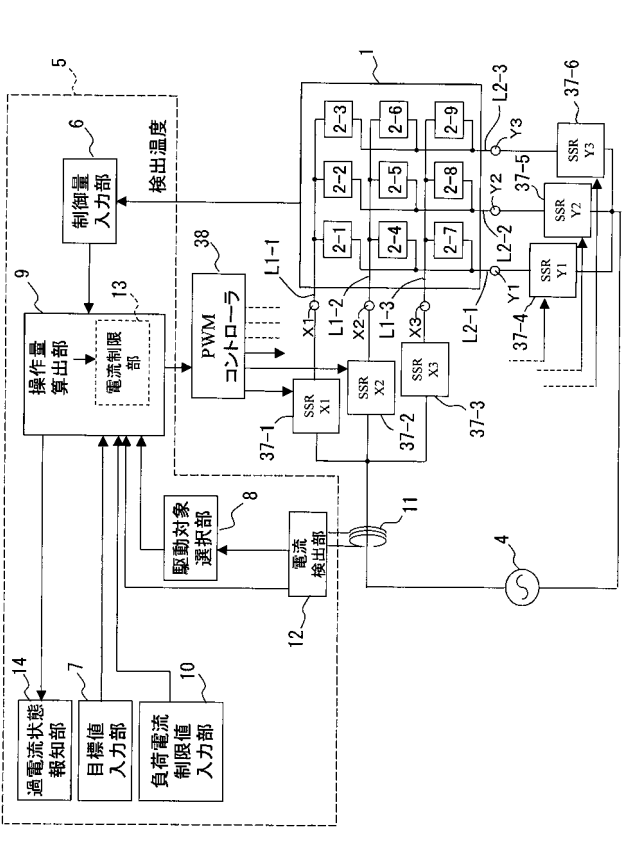 5
6
制御量
入力部
検出温度
9
操作量
算出部
13
電流制限
部
38
PWM
コントローラ
14
過電流状態
報知部
7
目標値
入力部
10
負荷電流
制限値
入力部
8
駆動対象
選択部
12
電流
検出部
11
4
37-1
SSR
X1
37-2
SSR
X2
37-3
SSR
X3
X1
L1-1
L1-2
X2
L1-3
X3
1
2-1
2-2
2-3
2-4
2-5
2-6
2-7
2-8
2-9
L2-1
Y1
L2-2
Y2
L2-3
Y3
37-4
SSR
Y1
37-5
SSR
Y2
37-6
SSR
Y3